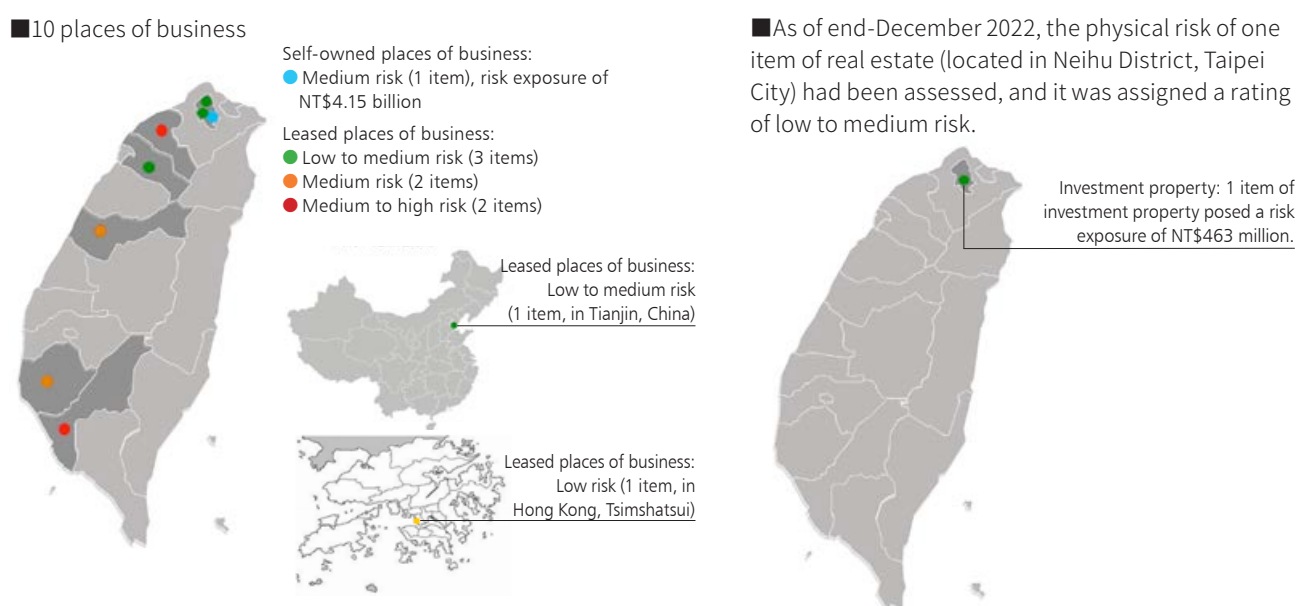 ■10 places of business
Self-owned places of business:
Medium risk (1 item), risk exposure of
NT$4.15 billion
Leased places of business:
Low to medium risk (3 items)
Medium risk (2 items)
Medium to high risk (2 items)
Leased places of business:
Low to medium risk
(1 item, in Tianjin, China)
Leased places of business:
Low risk (1 item, in
Hong Kong, Tsimshatsui)
■As of end-December 2022, the physical risk of one
item of real estate (located in Neihu District, Taipei
City) had been assessed, and it was assigned a rating
of low to medium risk.
Investment property: 1 item of
investment property posed a risk
exposure of NT$463 million.